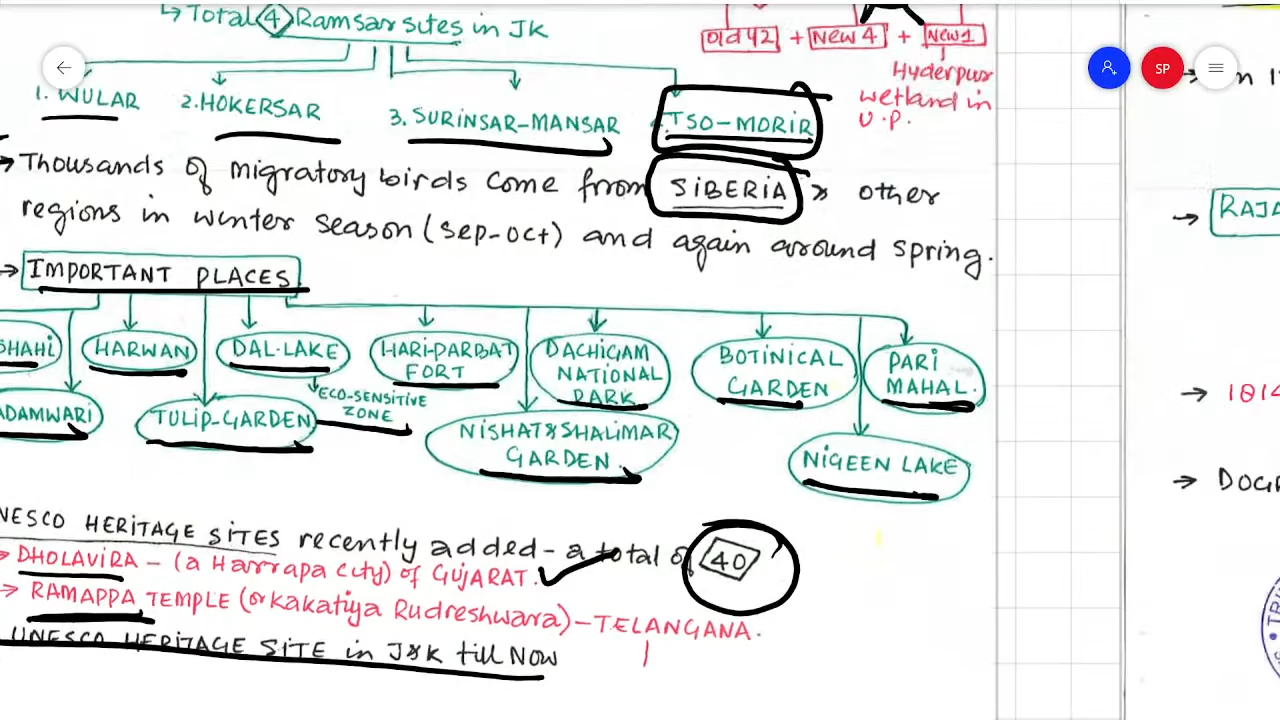 ↳ Total 4 Ramsar sites in JK
Old 42 + New 4 + New 1
Hyderpur
wetland in
U.P.
1. WULAR 2. HOKERSAR 3. SURINSAR-MANSAR TSO-MORIR
→ Thousands of migratory birds come from SIBERIA & other
regions in winter season (sep-oct) and again around spring.
→ IMPORTANT PLACES
SHAHI HARWAN DAL-LAKE HARI-PARBAT FORT DACHIGAM NATIONAL PARK BOTINICAL GARDEN PARI MAHAL.
ADAMWARI TULIP-GARDEN ECO-SENSITIVE ZONE NISHAT & SHALIMAR GARDEN NIGEEN LAKE
NESCO HERITAGE SITES recently added - a total of 40
→ DHOLAVIRA - (a Harrapa city) of GUJARAT.
→ RAMAPPA TEMPLE (or Kakatiya Rudreshwara) - TELANGANA.
UNESCO HERITAGE SITE in J&K till Now
SP
→ RAJA
→ 1814
→ DOGR